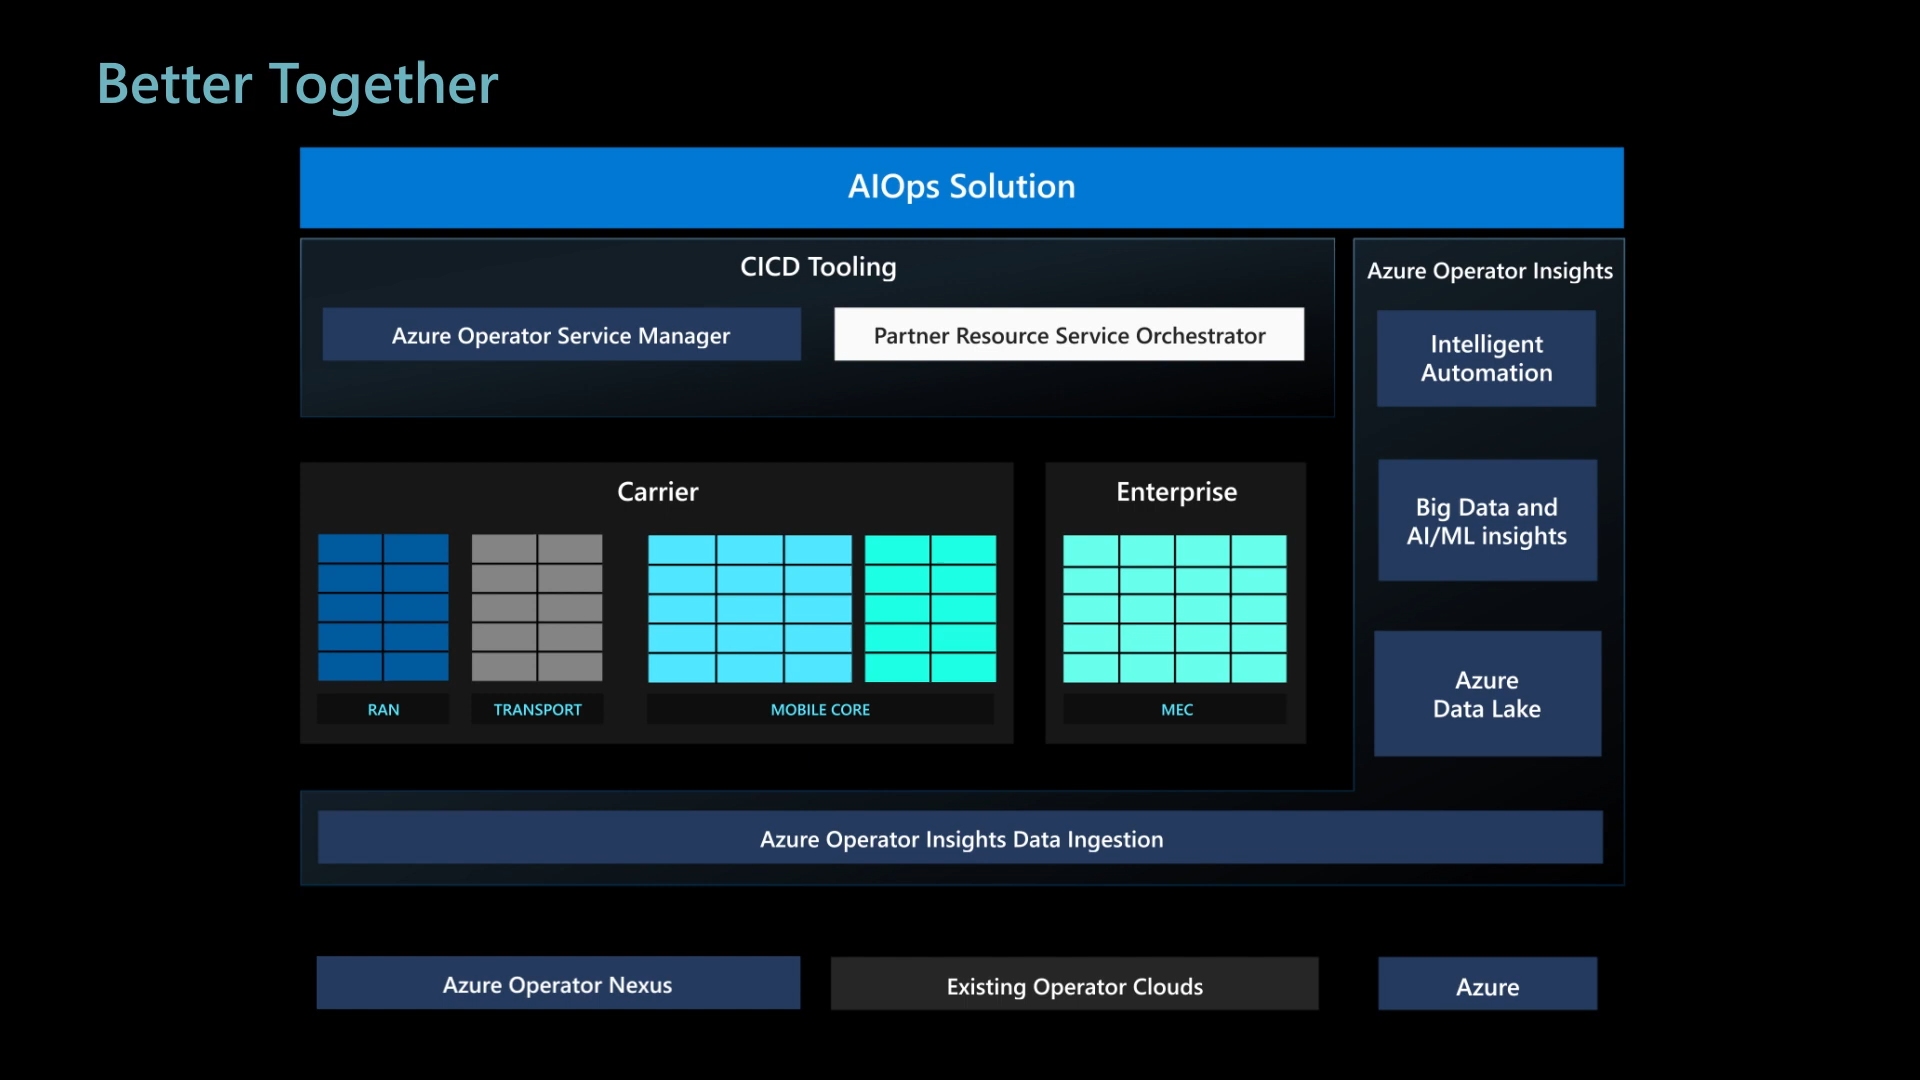 Better Together
AIOps Solution
CICD Tooling
Azure Operator Service Manager
Partner Resource Service Orchestrator
Azure Operator Insights
Intelligent
Automation
Big Data and
AI/ML insights
Azure
Data Lake
Carrier
RAN
TRANSPORT
MOBILE CORE
Enterprise
MEC
Azure Operator Insights Data Ingestion
Azure Operator Nexus
Existing Operator Clouds
Azure